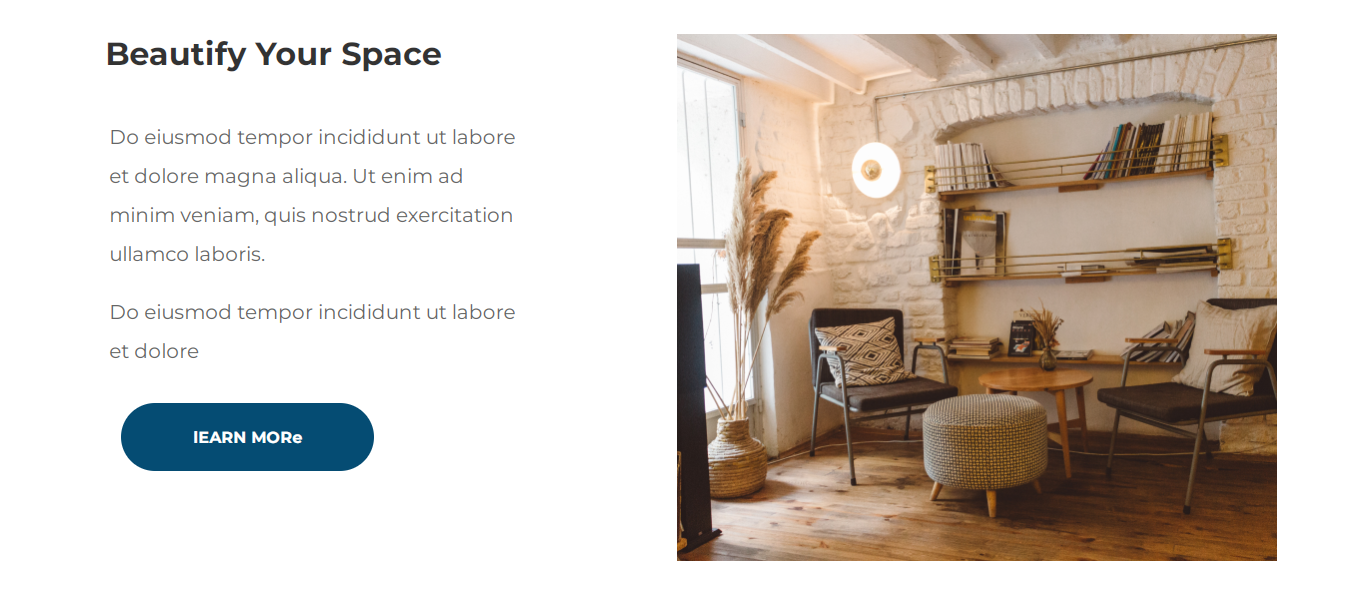 Beautify Your Space
Do eiusmod tempor incididunt ut labore
et dolore magna aliqua. Ut enim ad
minim veniam, quis nostrud exercitation
ullamco laboris.
Do eiusmod tempor incididunt ut labore
et dolore
lEARN MORe